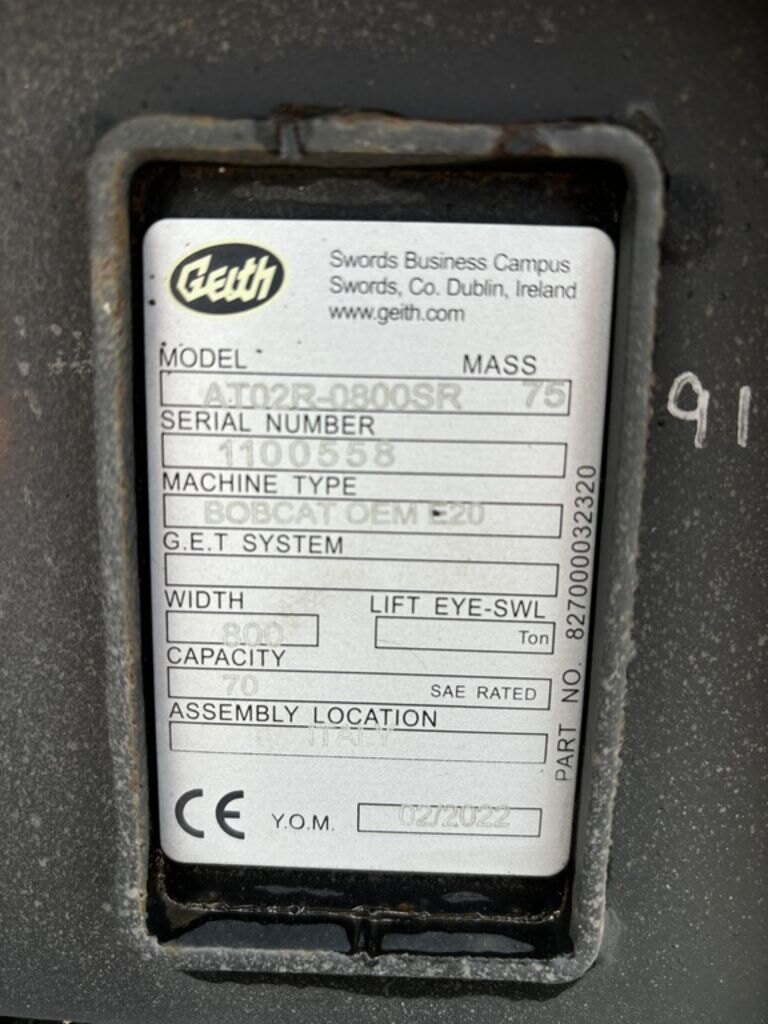 Geith
Swords Business Campus
Swords, Co. Dublin, Ireland
www.geith.com
MODEL MASS
AT02R-0800SR 75
SERIAL NUMBER
1100558
MACHINE TYPE
BOBCAT OEM E20
G.E.T SYSTEM
WIDTH LIFT EYE-SWL
800 Ton
CAPACITY
70 SAE RATED
ASSEMBLY LOCATION
ITALY
CE Y.O.M. 02/2022
PART NO. 8270000032320
91